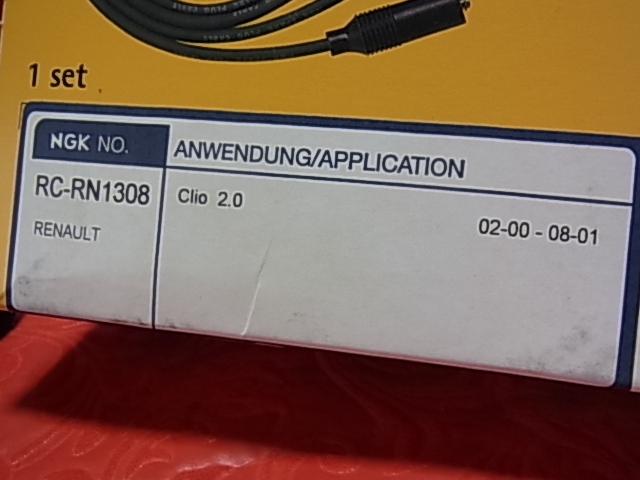 1 set
NGK NO.
ANWENDUNG/APPLICATION
RC-RN1308
Clio 2.0
RENAULT
02-00 - 08-01